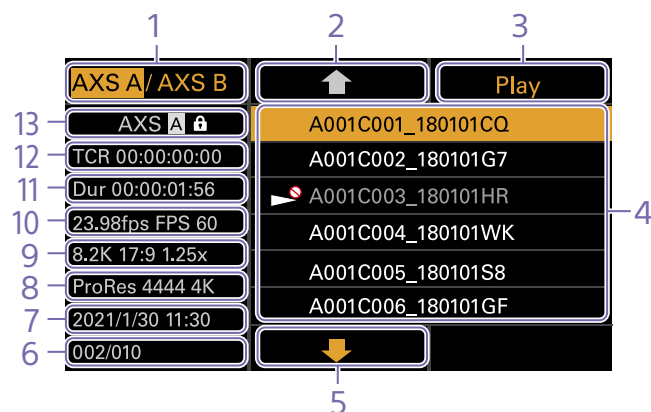 1 2 3
AXS A/AXS B Play
13 AXS A
12 TCR 00:00:00:00
11 Dur 00:00:01:56
10 23.98fps FPS 60
9 8.2K 17:9 1.25x
8 ProRes 4444 4K
7 2021/1/30 11:30
6 002/010
A001C001_180101CQ
A001C002_180101G7
A001C003_180101HR
A001C004_180101WK
A001C005_180101S8
A001C006_180101GF
4
5